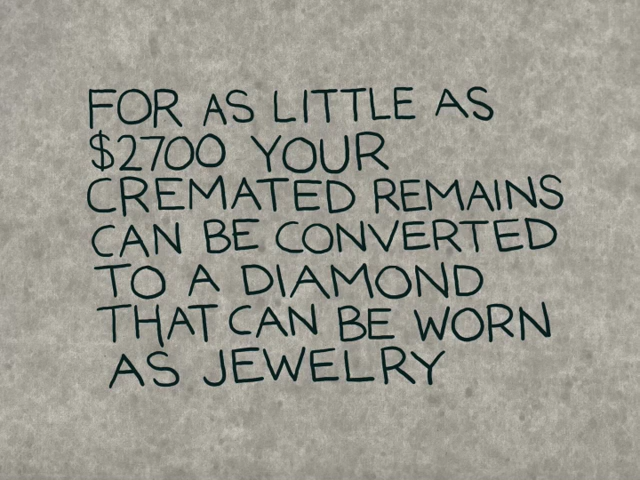 FOR AS LITTLE AS
$2700 YOUR
CREMATED REMAINS
CAN BE CONVERTED
TO A DIAMOND
THAT CAN BE WORN
AS JEWELRY